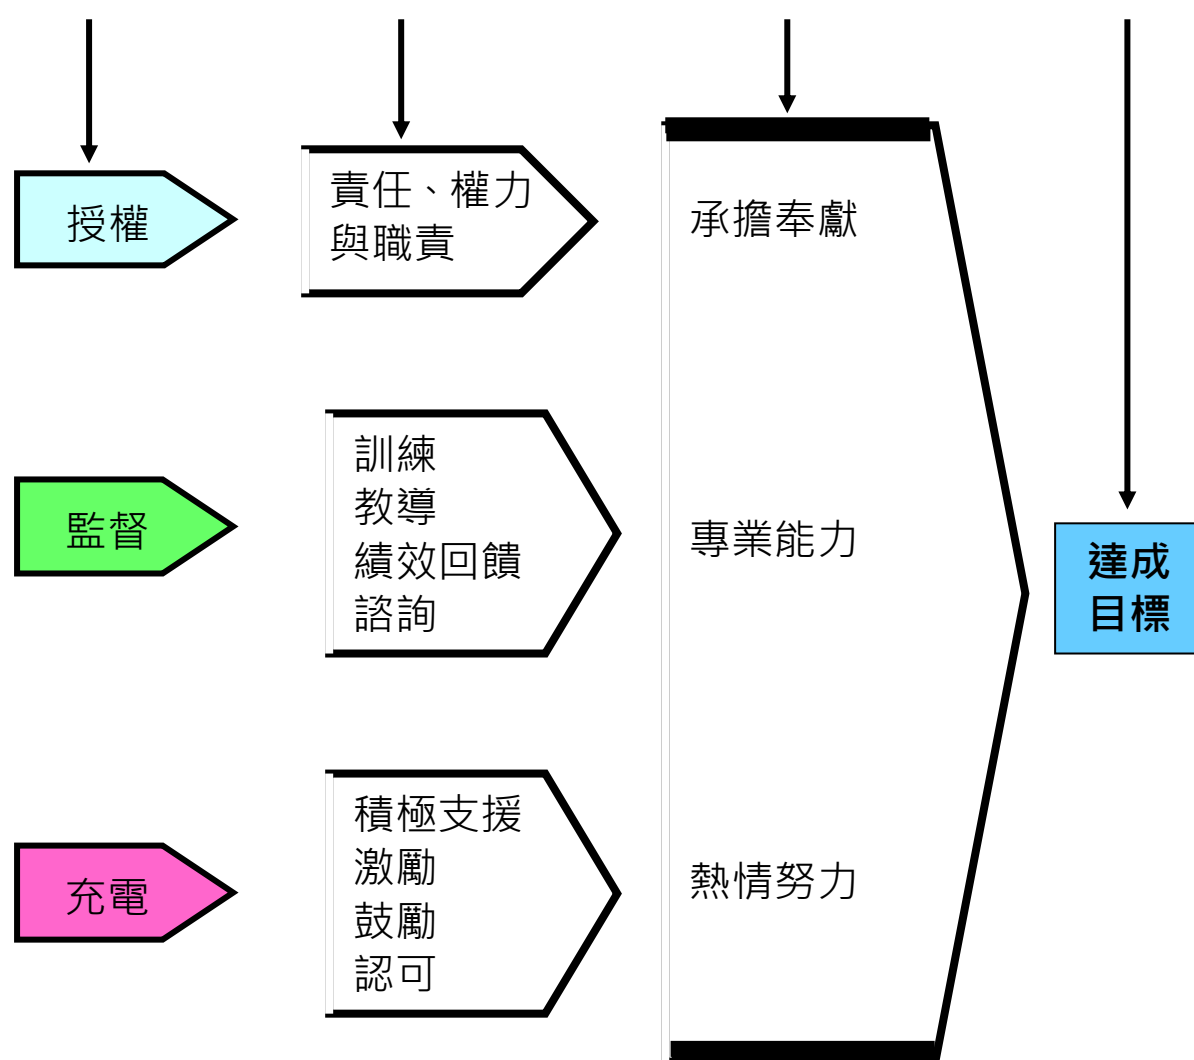 授權
責任、權力
與職責
承擔奉獻
監督
訓練
教導
績效回饋
諮詢
專業能力
達成
目標
充電
積極支援
激勵
鼓勵
認可
熱情努力